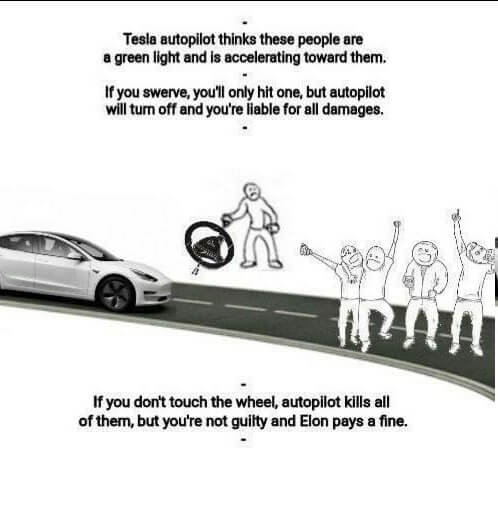 -
Tesla autopilot thinks these people are
a green light and is accelerating toward them.
-
If you swerve, you'll only hit one, but autopilot
will turn off and you're liable for all damages.
-
-
If you don't touch the wheel, autopilot kills all
of them, but you're not guilty and Elon pays a fine.
-